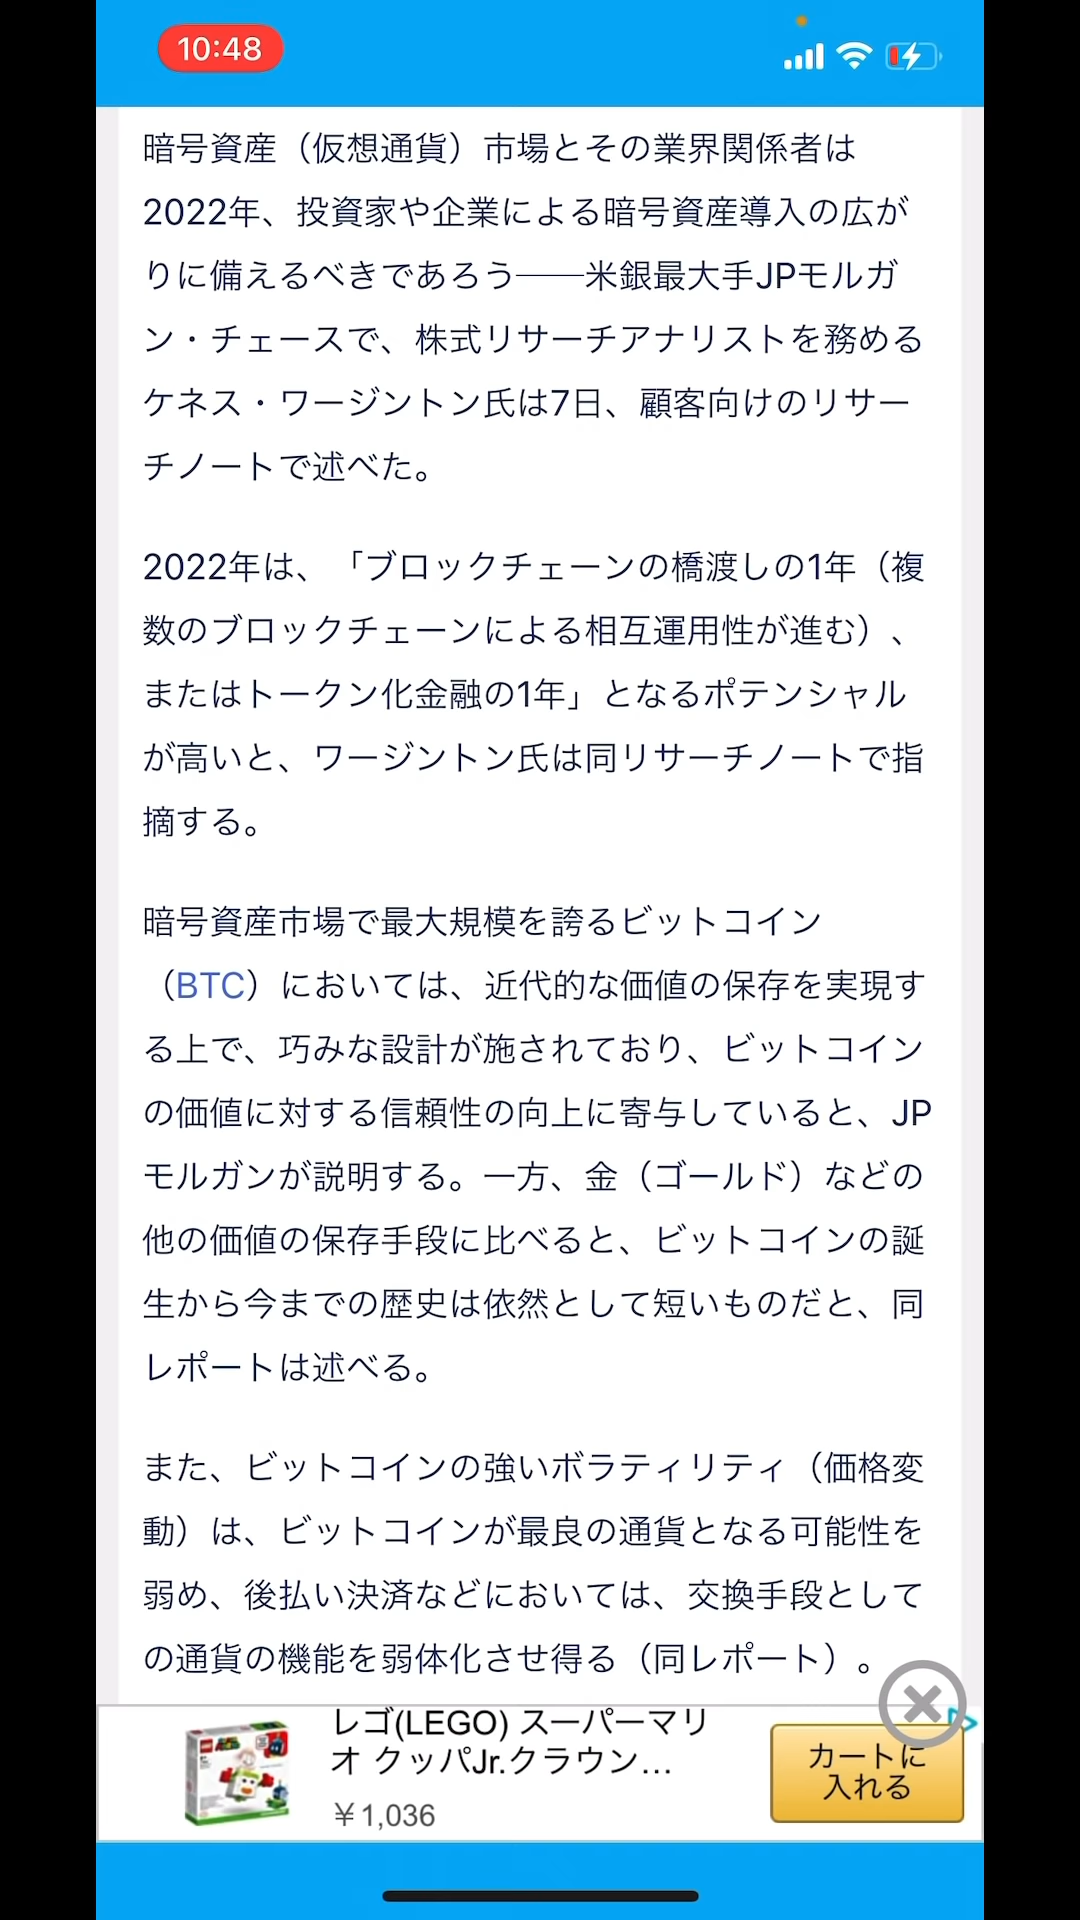 10:48
暗号資産（仮想通貨）市場とその業界関係者は
2022年、投資家や企業による暗号資産導入の広が
りに備えるべきであろう──米銀最大手JPモルガ
ン・チェースで、株式リサーチアナリストを務める
ケネス・ワージントン氏は7日、顧客向けのリサー
チノートで述べた。
2022年は、「ブロックチェーンの橋渡しの1年（複
数のブロックチェーンによる相互運用性が進む）、
またはトークン化金融の1年」となるポテンシャル
が高いと、ワージントン氏は同リサーチノートで指
摘する。
暗号資産市場で最大規模を誇るビットコイン
（BTC）においては、近代的な価値の保存を実現す
る上で、巧みな設計が施されており、ビットコイン
の価値に対する信頼性の向上に寄与していると、JP
モルガンが説明する。一方、金（ゴールド）などの
他の価値の保存手段に比べると、ビットコインの誕
生から今までの歴史は依然として短いものだと、同
レポートは述べる。
また、ビットコインの強いボラティリティ（価格変
動）は、ビットコインが最良の通貨となる可能性を
弱め、後払い決済などにおいては、交換手段として
の通貨の機能を弱体化させ得る（同レポート）。
レゴ(LEGO) スーパーマリ
オ クッパJr.クラウン…
￥1,036
カートに
入れる